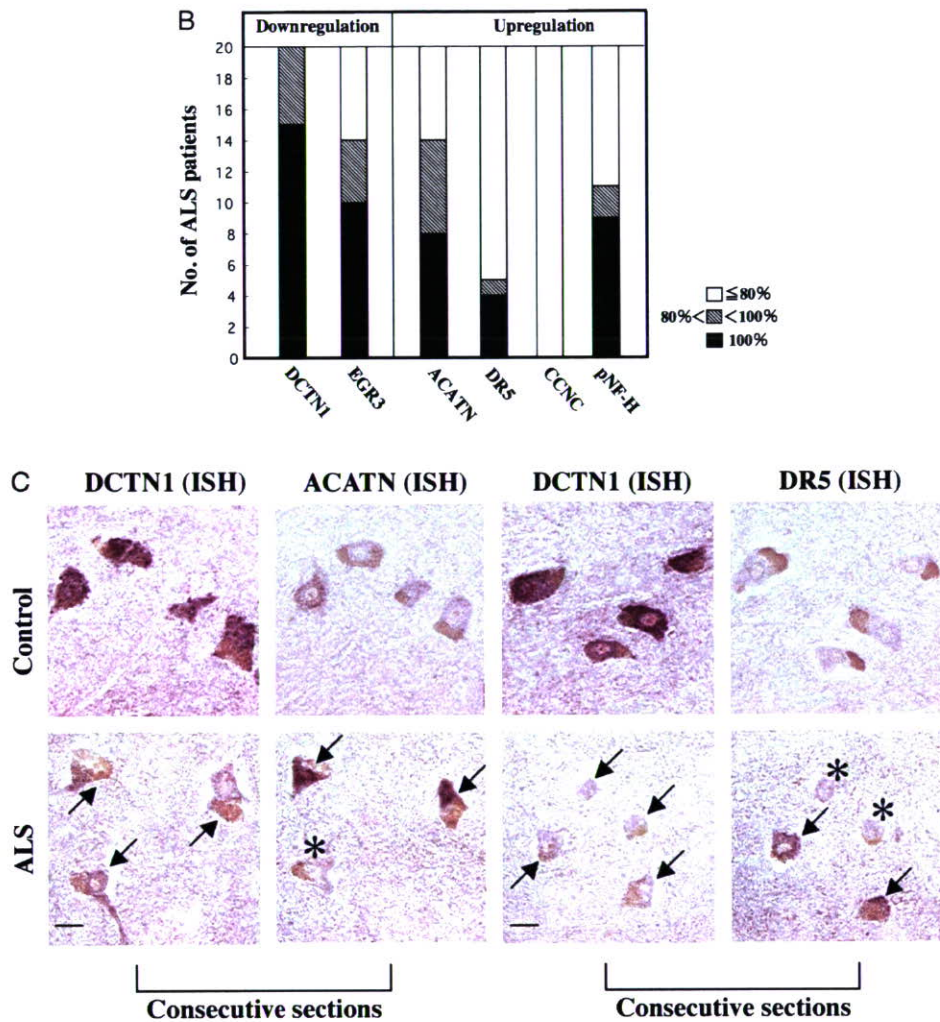 B
Downregulation Upregulation
No. of ALS patients
20
18
16
14
12
10
8
6
4
2
0
DCTN1
EGR3
ACATN
DR5
CCNC
pNF-H
≦80%
80%< <100%
100%
C
DCTN1 (ISH) ACATN (ISH) DCTN1 (ISH) DR5 (ISH)
Control
ALS
* * *
Consecutive sections Consecutive sections